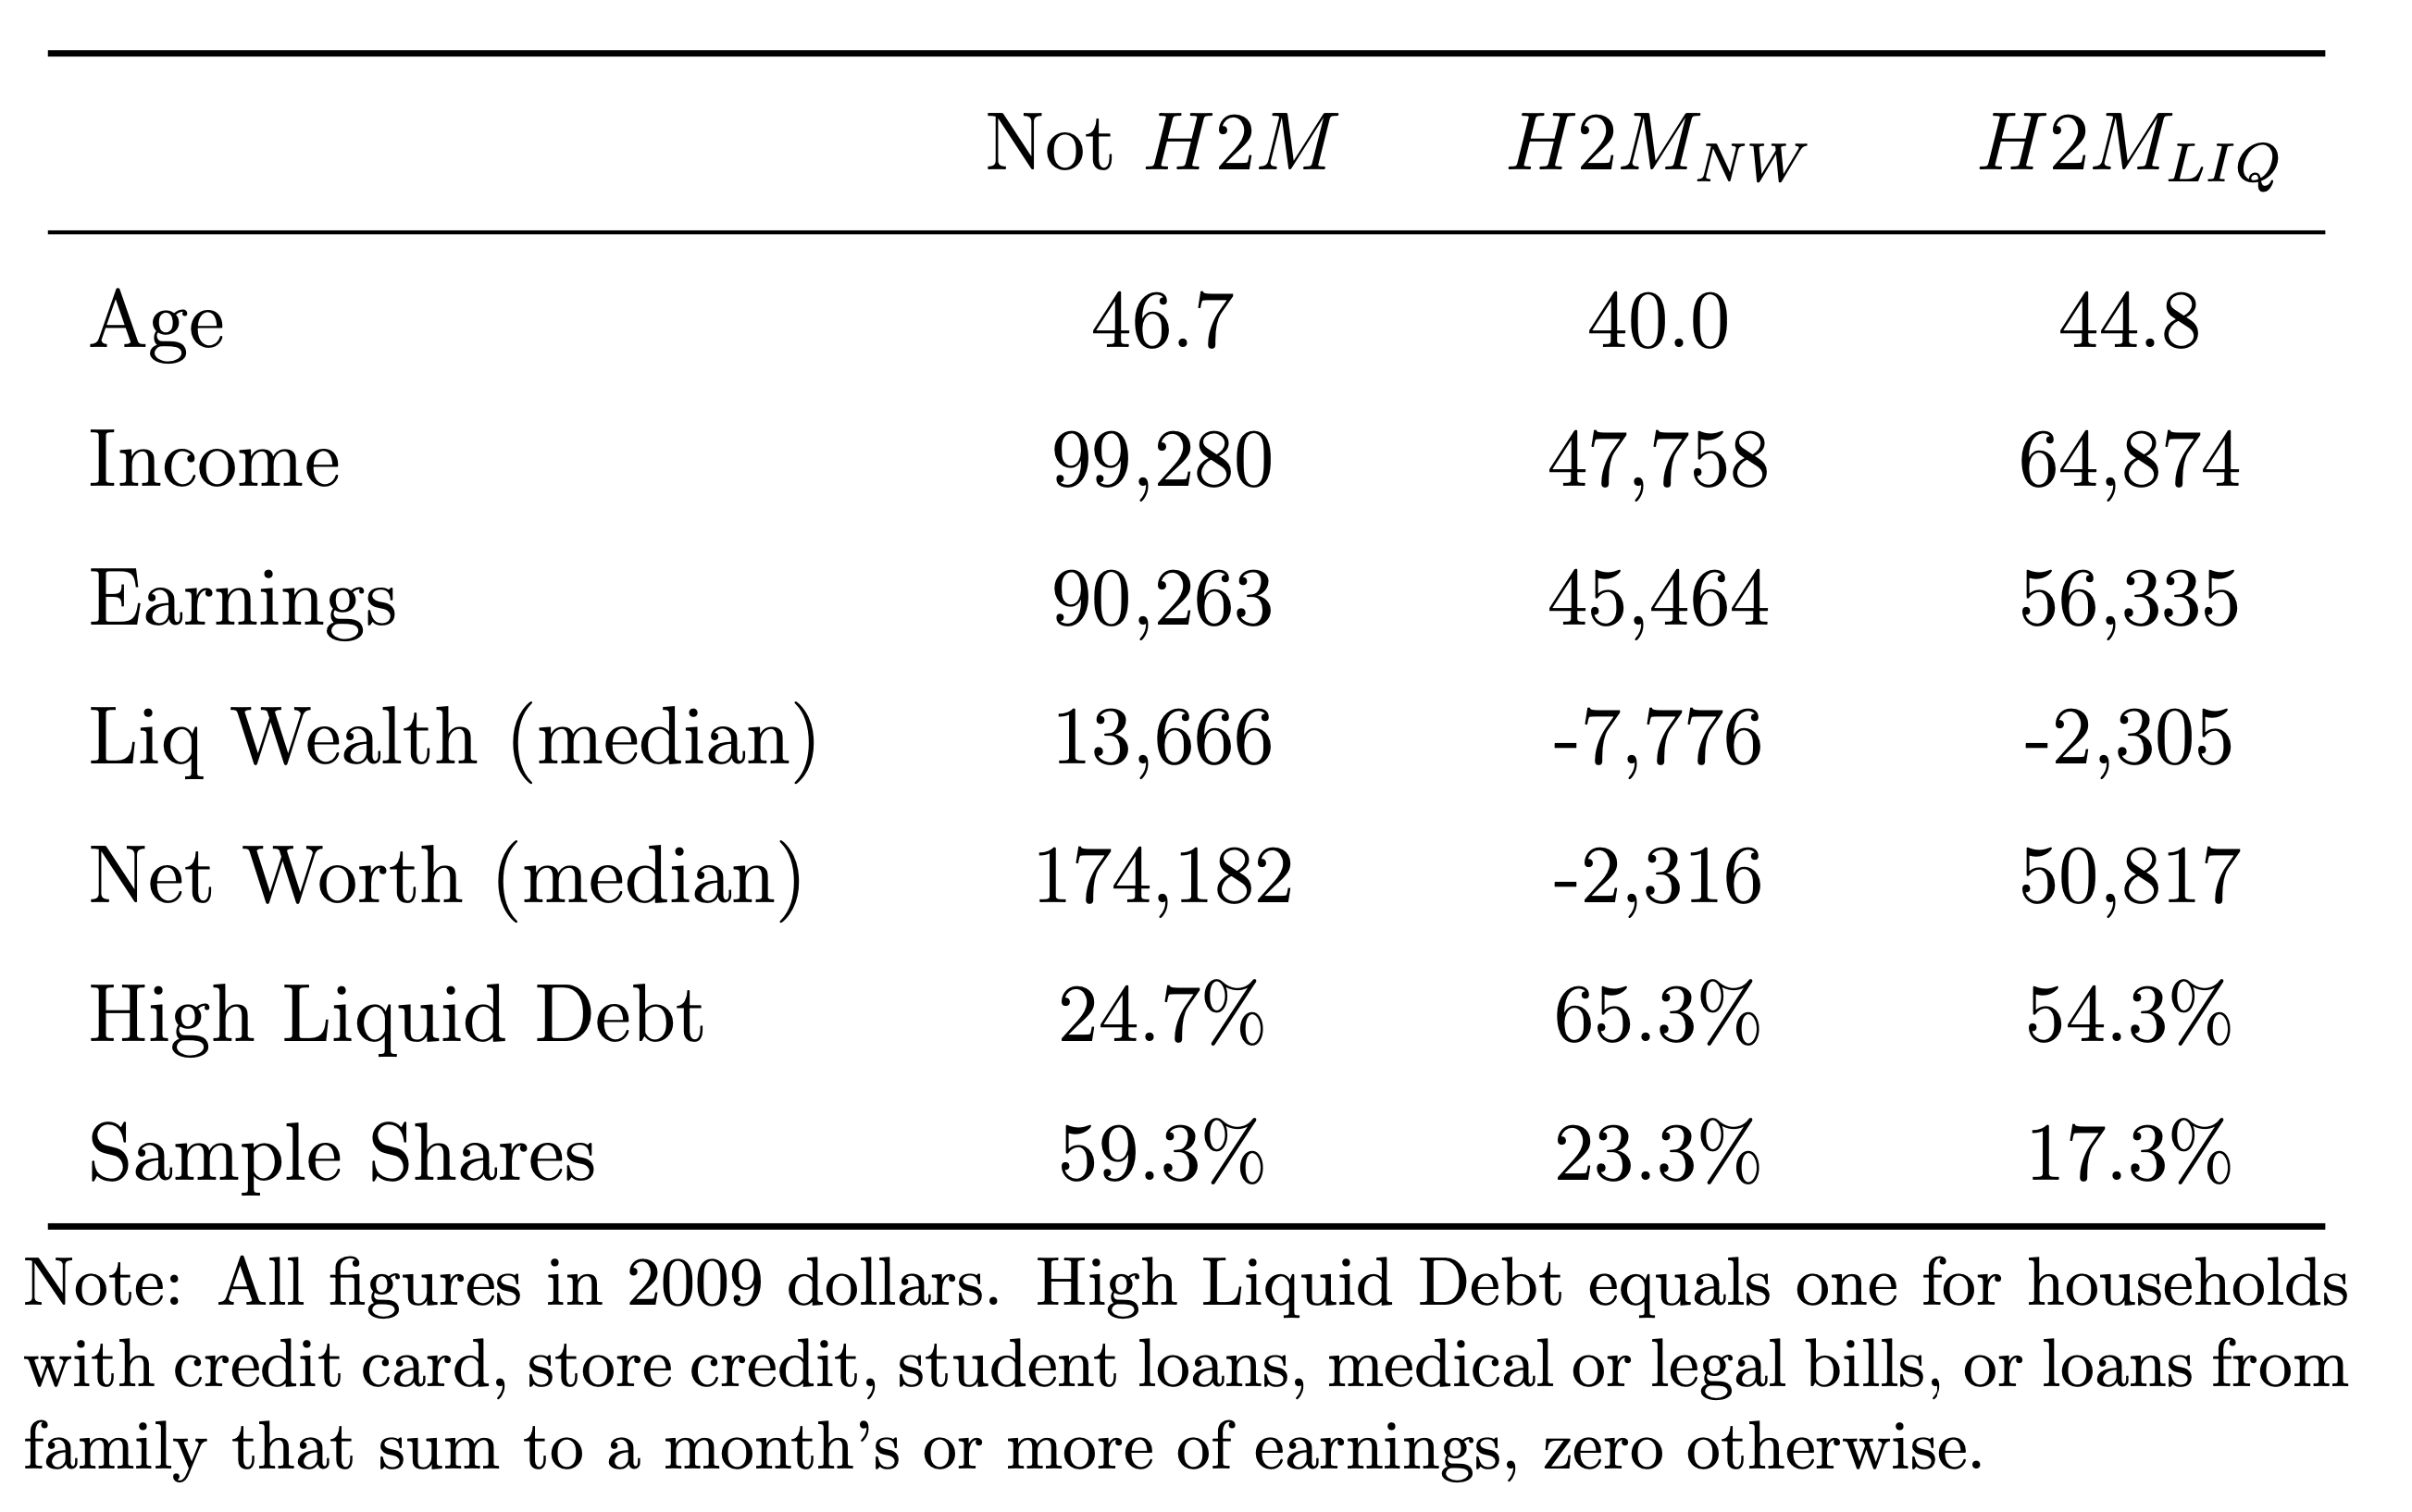 Not H2M H2M_NW H2M_LIQ
Age 46.7 40.0 44.8
Income 99,280 47,758 64,874
Earnings 90,263 45,464 56,335
Liq Wealth (median) 13,666 -7,776 -2,305
Net Worth (median) 174,182 -2,316 50,817
High Liquid Debt 24.7% 65.3% 54.3%
Sample Shares 59.3% 23.3% 17.3%
Note: All figures in 2009 dollars. High Liquid Debt equals one for households
with credit card, store credit, student loans, medical or legal bills, or loans from
family that sum to a month's or more of earnings, zero otherwise.